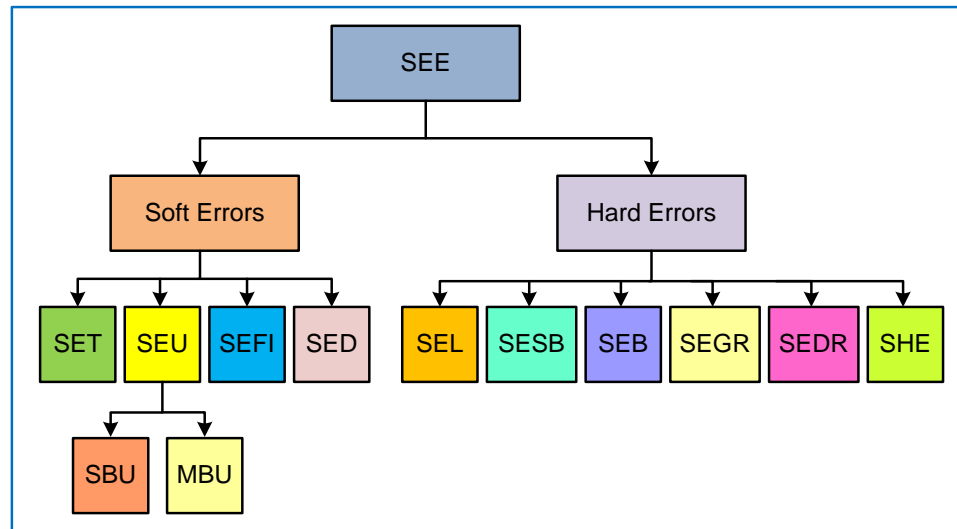 SEE
Soft Errors
Hard Errors
SET
SEU
SEFI
SED
SEL
SESB
SEB
SEGR
SEDR
SHE
SBU
MBU